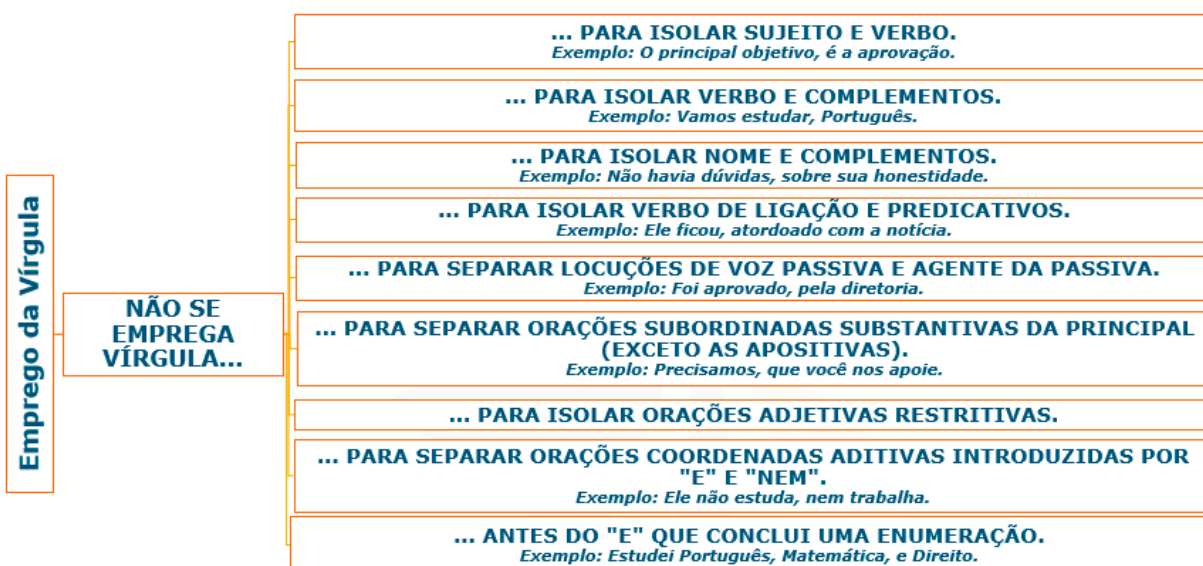 Emprego da Vírgula
NÃO SE
EMPREGA
VÍRGULA...
... PARA ISOLAR SUJEITO E VERBO.
Exemplo: O principal objetivo, é a aprovação.
... PARA ISOLAR VERBO E COMPLEMENTOS.
Exemplo: Vamos estudar, Português.
... PARA ISOLAR NOME E COMPLEMENTOS.
Exemplo: Não havia dúvidas, sobre sua honestidade.
... PARA ISOLAR VERBO DE LIGAÇÃO E PREDICATIVOS.
Exemplo: Ele ficou, atordoado com a notícia.
... PARA SEPARAR LOCUÇÕES DE VOZ PASSIVA E AGENTE DA PASSIVA.
Exemplo: Foi aprovado, pela diretoria.
... PARA SEPARAR ORAÇÕES SUBORDINADAS SUBSTANTIVAS DA PRINCIPAL
(EXCETO AS APOSITIVAS).
Exemplo: Precisamos, que você nos apoie.
... PARA ISOLAR ORAÇÕES ADJETIVAS RESTRITIVAS.
... PARA SEPARAR ORAÇÕES COORDENADAS ADITIVAS INTRODUZIDAS POR
"E" E "NEM".
Exemplo: Ele não estuda, nem trabalha.
... ANTES DO "E" QUE CONCLUI UMA ENUMERAÇÃO.
Exemplo: Estudei Português, Matemática, e Direito.